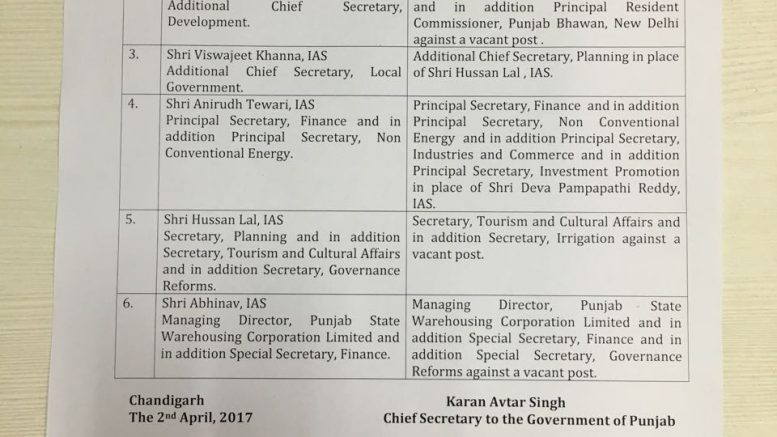 Additional Chief Secretary,
Development.
and in addition Principal Resident
Commissioner, Punjab Bhawan, New Delhi
against a vacant post .
3.
Shri Viswajeet Khanna, IAS
Additional Chief Secretary, Local
Government.
Additional Chief Secretary, Planning in place
of Shri Hussan Lal , IAS.
4.
Shri Anirudh Tewari, IAS
Principal Secretary, Finance and in
addition Principal Secretary, Non
Conventional Energy.
Principal Secretary, Finance and in addition
Principal Secretary, Non Conventional
Energy and in addition Principal Secretary,
Industries and Commerce and in addition
Principal Secretary, Investment Promotion
in place of Shri Deva Pampapathi Reddy,
IAS.
5.
Shri Hussan Lal, IAS
Secretary, Planning and in addition
Secretary, Tourism and Cultural Affairs
and in addition Secretary, Governance
Reforms.
Secretary, Tourism and Cultural Affairs and
in addition Secretary, Irrigation against a
vacant post.
6.
Shri Abhinav, IAS
Managing Director, Punjab State
Warehousing Corporation Limited and
in addition Special Secretary, Finance.
Managing Director, Punjab State
Warehousing Corporation Limited and in
addition Special Secretary, Finance and in
addition Special Secretary, Governance
Reforms against a vacant post.
Chandigarh
The 2nd April, 2017
Karan Avtar Singh
Chief Secretary to the Government of Punjab